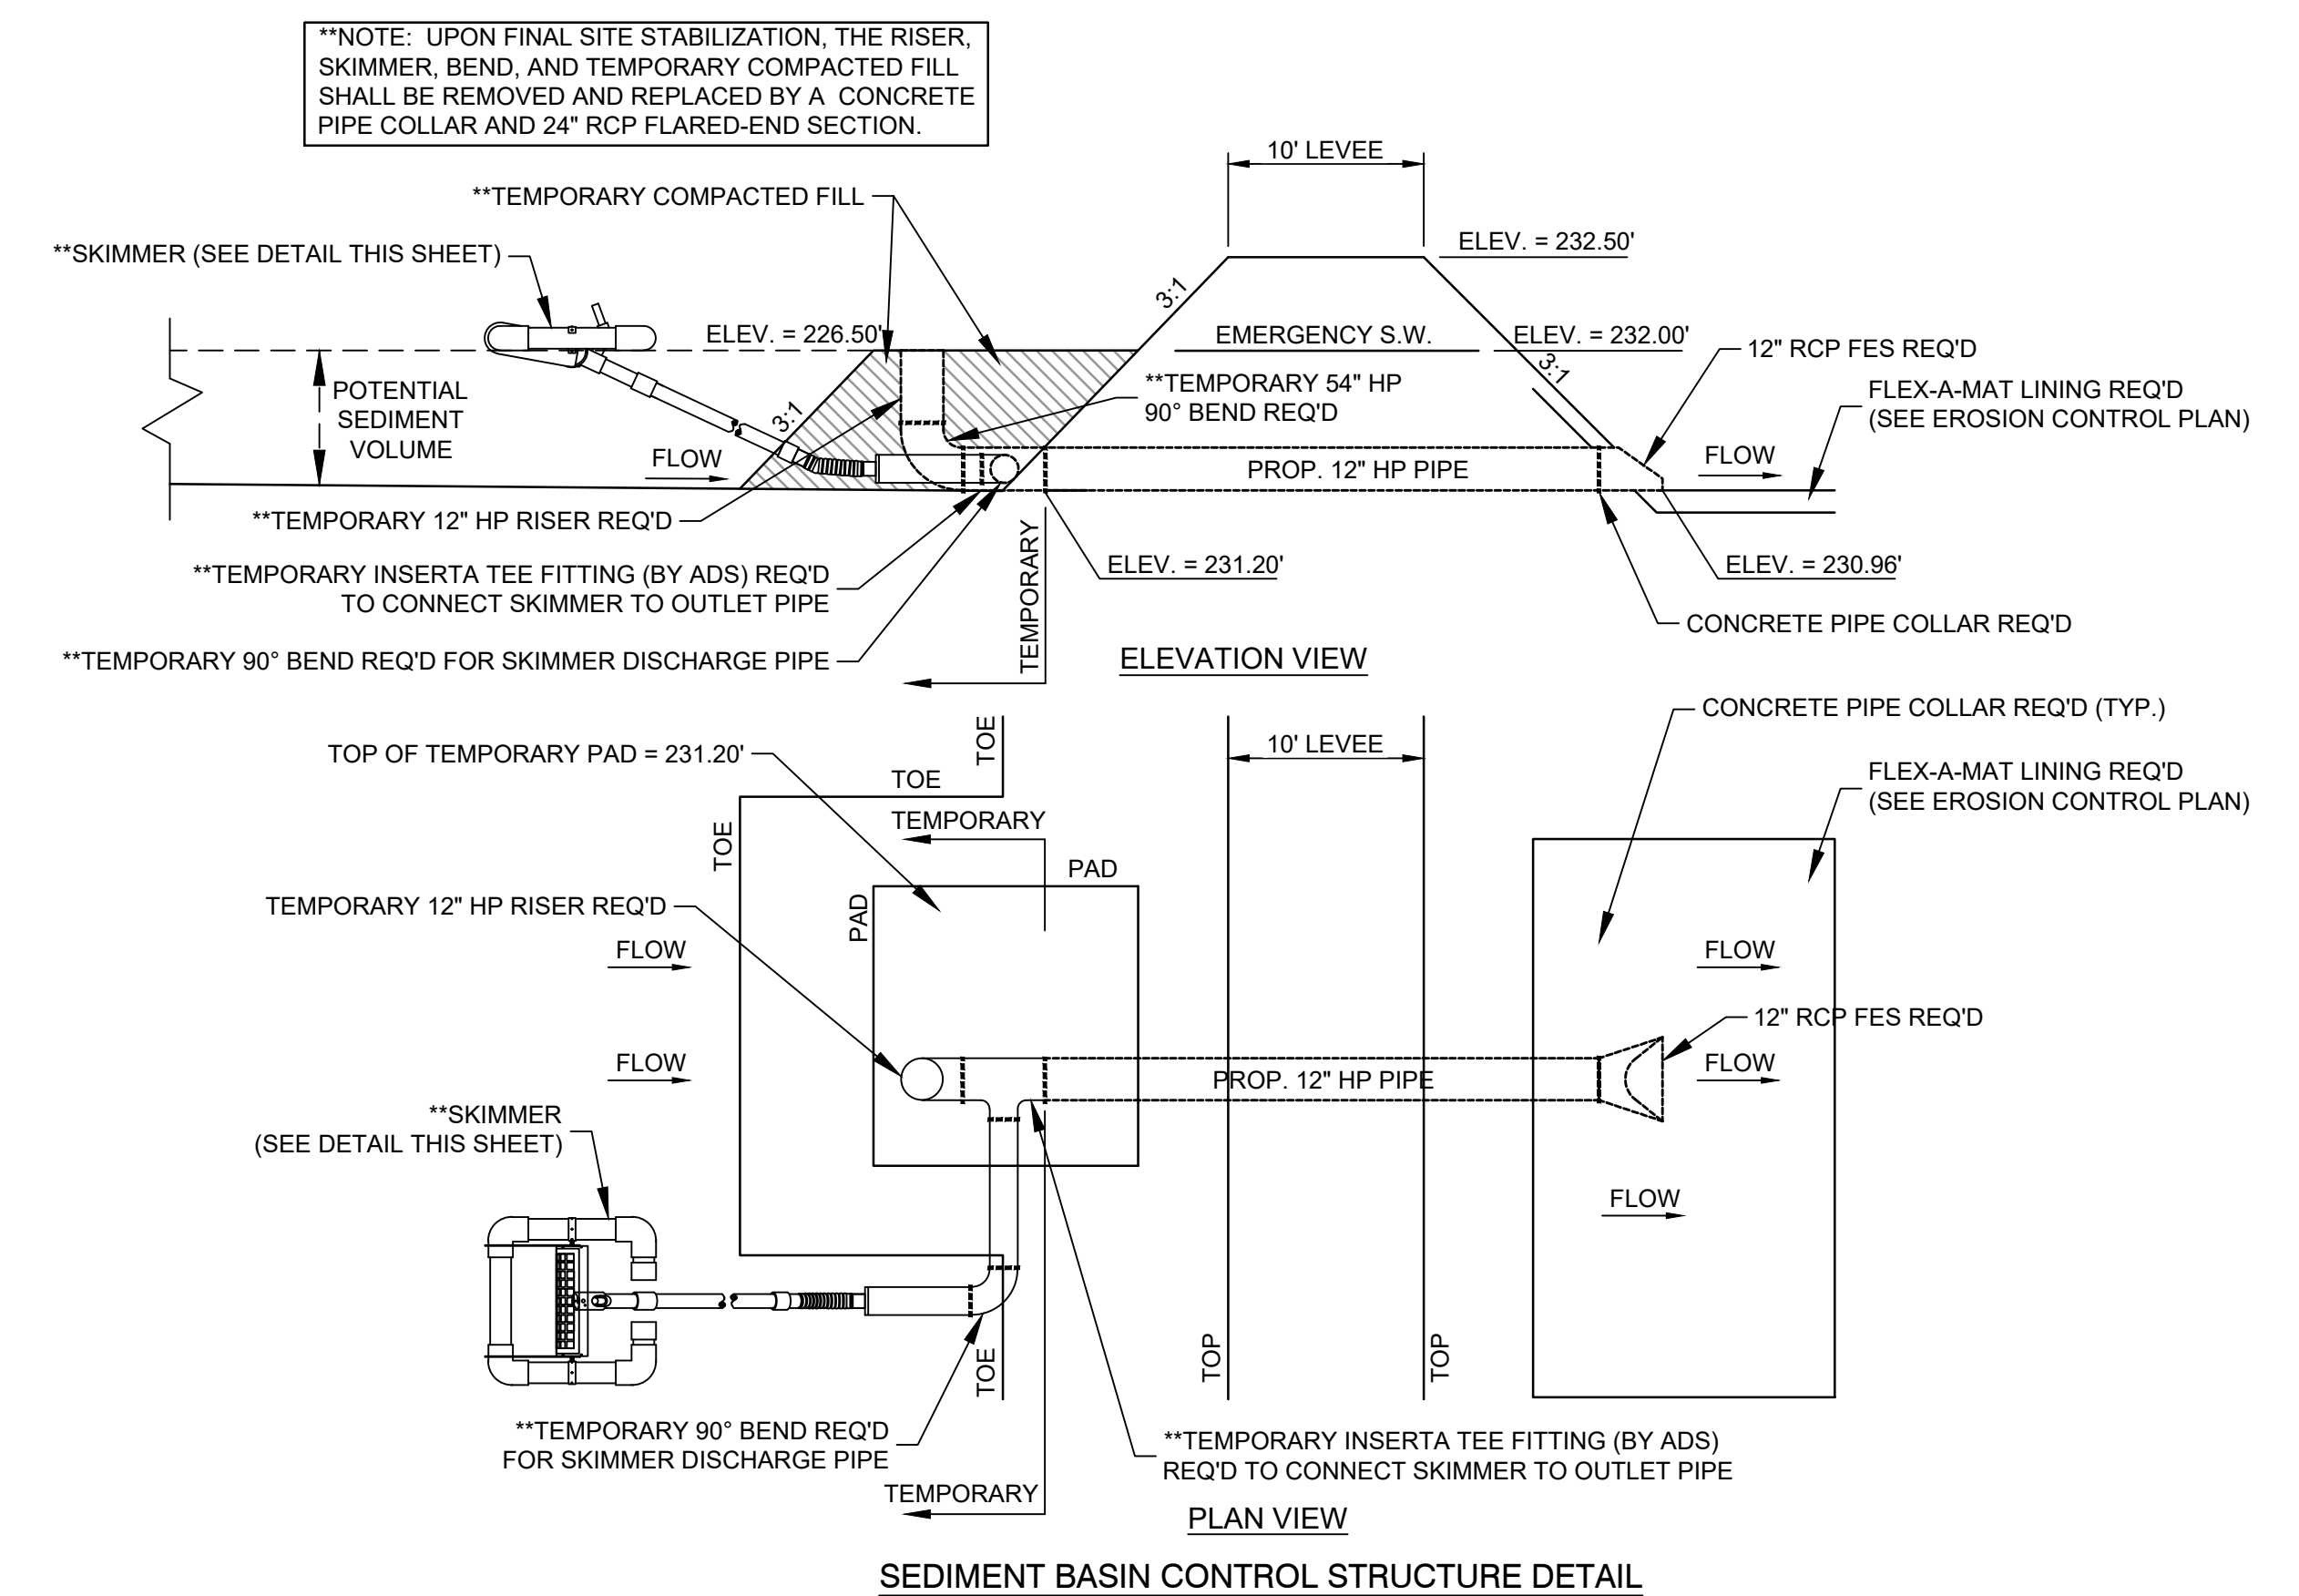 **NOTE: UPON FINAL SITE STABILIZATION, THE RISER,
SKIMMER, BEND, AND TEMPORARY COMPACTED FILL
SHALL BE REMOVED AND REPLACED BY A CONCRETE
PIPE COLLAR AND 24" RCP FLARED-END SECTION.
10' LEVEE
**TEMPORARY COMPACTED FILL
**SKIMMER (SEE DETAIL THIS SHEET)
ELEV. = 232.50'
3:1
ELEV. = 226.50'
EMERGENCY S.W.
ELEV. = 232.00'
12" RCP FES REQ'D
3:1
POTENTIAL
SEDIMENT
VOLUME
**TEMPORARY 54" HP
90° BEND REQ'D
FLEX-A-MAT LINING REQ'D
(SEE EROSION CONTROL PLAN)
3:1
FLOW
PROP. 12" HP PIPE
FLOW
**TEMPORARY 12" HP RISER REQ'D
**TEMPORARY INSERTA TEE FITTING (BY ADS) REQ'D
TO CONNECT SKIMMER TO OUTLET PIPE
TEMPORARY
ELEV. = 231.20'
ELEV. = 230.96'
CONCRETE PIPE COLLAR REQ'D
**TEMPORARY 90° BEND REQ'D FOR SKIMMER DISCHARGE PIPE
ELEVATION VIEW
CONCRETE PIPE COLLAR REQ'D (TYP.)
TOP OF TEMPORARY PAD = 231.20'
TOE
10' LEVEE
TOE
FLEX-A-MAT LINING REQ'D
(SEE EROSION CONTROL PLAN)
TOE
TEMPORARY
PAD
TEMPORARY 12" HP RISER REQ'D
PAD
FLOW
FLOW
12" RCP FES REQ'D
FLOW
PROP. 12" HP PIPE
FLOW
**SKIMMER
(SEE DETAIL THIS SHEET)
FLOW
TOE
TOP
TOP
**TEMPORARY 90° BEND REQ'D
FOR SKIMMER DISCHARGE PIPE
**TEMPORARY INSERTA TEE FITTING (BY ADS)
REQ'D TO CONNECT SKIMMER TO OUTLET PIPE
TEMPORARY
PLAN VIEW
SEDIMENT BASIN CONTROL STRUCTURE DETAIL